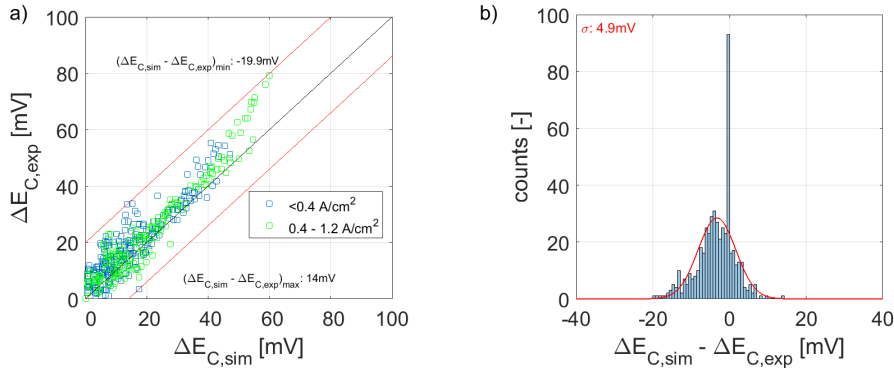 a)
ΔE_C,exp [mV]
100
80
60
40
20
0
(ΔE_C,sim - ΔE_C,exp)_min: -19.9mV
<0.4 A/cm²
0.4 - 1.2 A/cm²
(ΔE_C,sim - ΔE_C,exp)_max: 14mV
0 20 40 60 80 100
ΔE_C,sim [mV]
b)
counts [-]
100
80
60
40
20
0
σ: 4.9mV
-40 -20 0 20 40
ΔE_C,sim - ΔE_C,exp [mV]